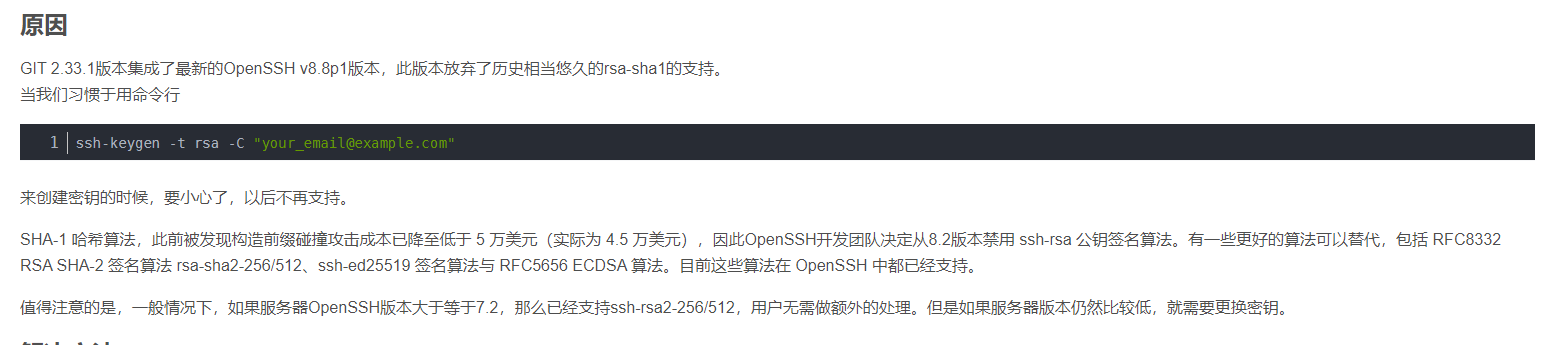 原因
GIT 2.33.1版本集成了最新的OpenSSH v8.8p1版本，此版本放弃了历史相当悠久的rsa-sha1的支持。
当我们习惯于用命令行
1 ssh-keygen -t rsa -C "your_email@example.com"
来创建密钥的时候，要小心了，以后不再支持。
SHA-1 哈希算法，此前被发现构造前缀碰撞攻击成本已降至低于 5 万美元（实际为 4.5 万美元），因此OpenSSH开发团队决定从8.2版本禁用 ssh-rsa 公钥签名算法。有一些更好的算法可以替代，包括 RFC8332
RSA SHA-2 签名算法 rsa-sha2-256/512、ssh-ed25519 签名算法与 RFC5656 ECDSA 算法。目前这些算法在 OpenSSH 中都已经支持。
值得注意的是，一般情况下，如果服务器OpenSSH版本大于等于7.2，那么已经支持ssh-rsa2-256/512，用户无需做额外的处理。但是如果服务器版本仍然比较低，就需要更换密钥。